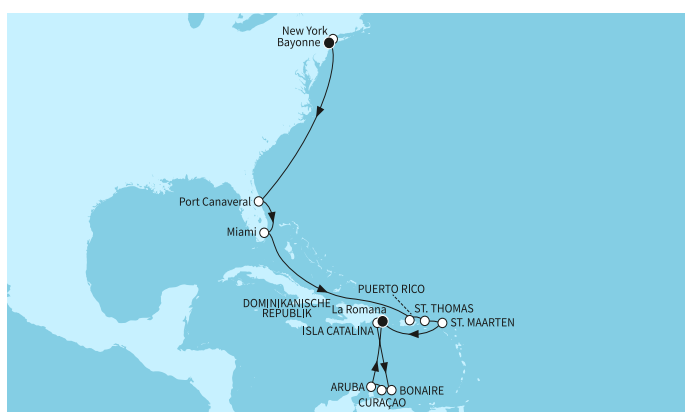 New York
Bayonne
Port Canaveral
Miami
PUERTO RICO
DOMINIKANISCHE
REPUBLIK
La Romana
ST. THOMAS
ST. MAARTEN
ISLA CATALINA
ARUBA
BONAIRE
CURAÇAO